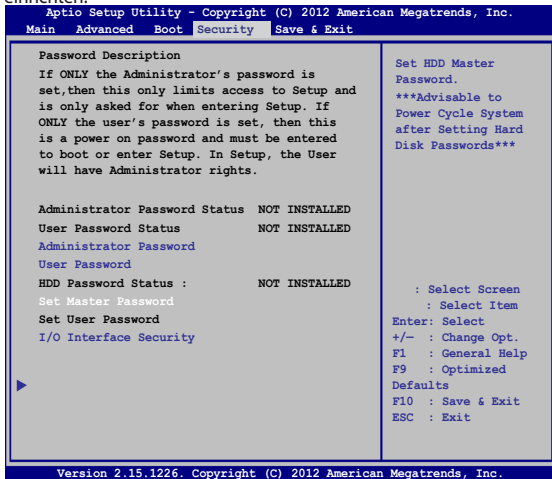 einrichten.
Aptio Setup Utility - Copyright (C) 2012 American Megatrends, Inc.
Main Advanced Boot Security Save & Exit
Password Description
If ONLY the Administrator's password is
set,then this only limits access to Setup and
is only asked for when entering Setup. If
ONLY the user's password is set, then this
is a power on password and must be entered
to boot or enter Setup. In Setup, the User
will have Administrator rights.
Administrator Password Status NOT INSTALLED
User Password Status NOT INSTALLED
Administrator Password
User Password
HDD Password Status : NOT INSTALLED
Set Master Password
Set User Password
I/O Interface Security
Set HDD Master
Password.
***Advisable to
Power Cycle System
after Setting Hard
Disk Passwords***
: Select Screen
: Select Item
Enter: Select
+/— : Change Opt.
F1 : General Help
F9 : Optimized
Defaults
F10 : Save & Exit
ESC : Exit
Version 2.15.1226. Copyright (C) 2012 American Megatrends, Inc.